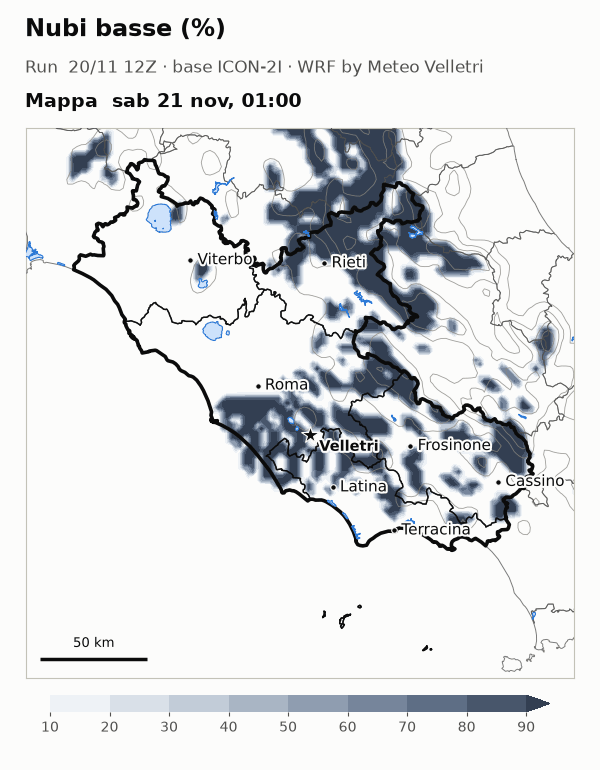 Nubi basse (%)
Run  20/11 12Z · base ICON-2I · WRF by Meteo Velletri
Mappa  sab 21 nov, 01:00
Viterbo
Rieti
Roma
Velletri
Frosinone
Latina
Cassino
Terracina
50 km
10 20 30 40 50 60 70 80 90